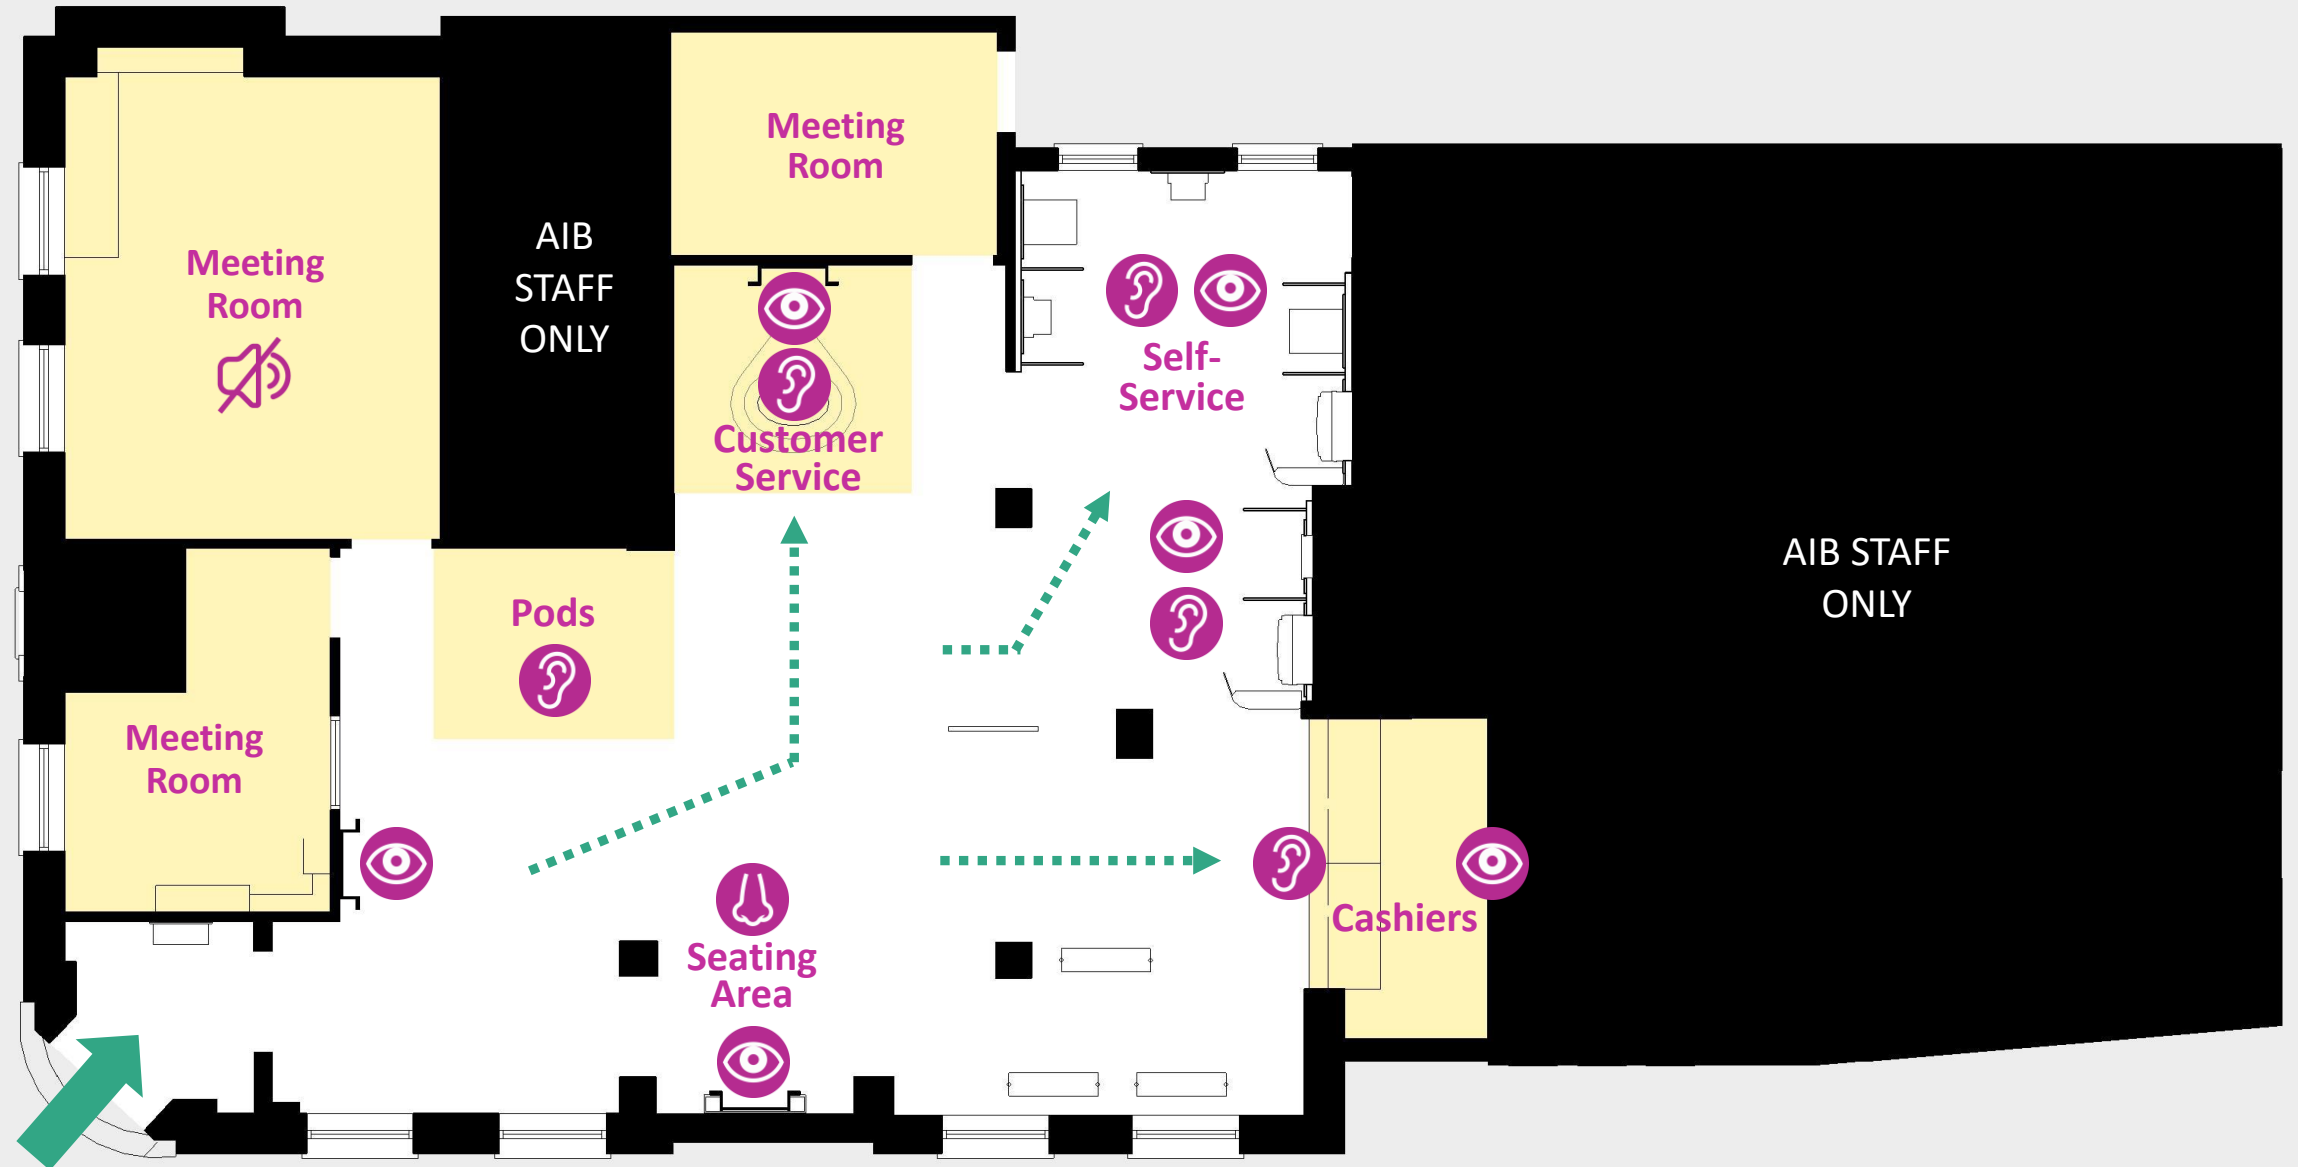 Meeting
Room
AIB
STAFF
ONLY
Meeting
Room
Self-
Service
Customer
Service
AIB STAFF
ONLY
Pods
Meeting
Room
Cashiers
Seating
Area